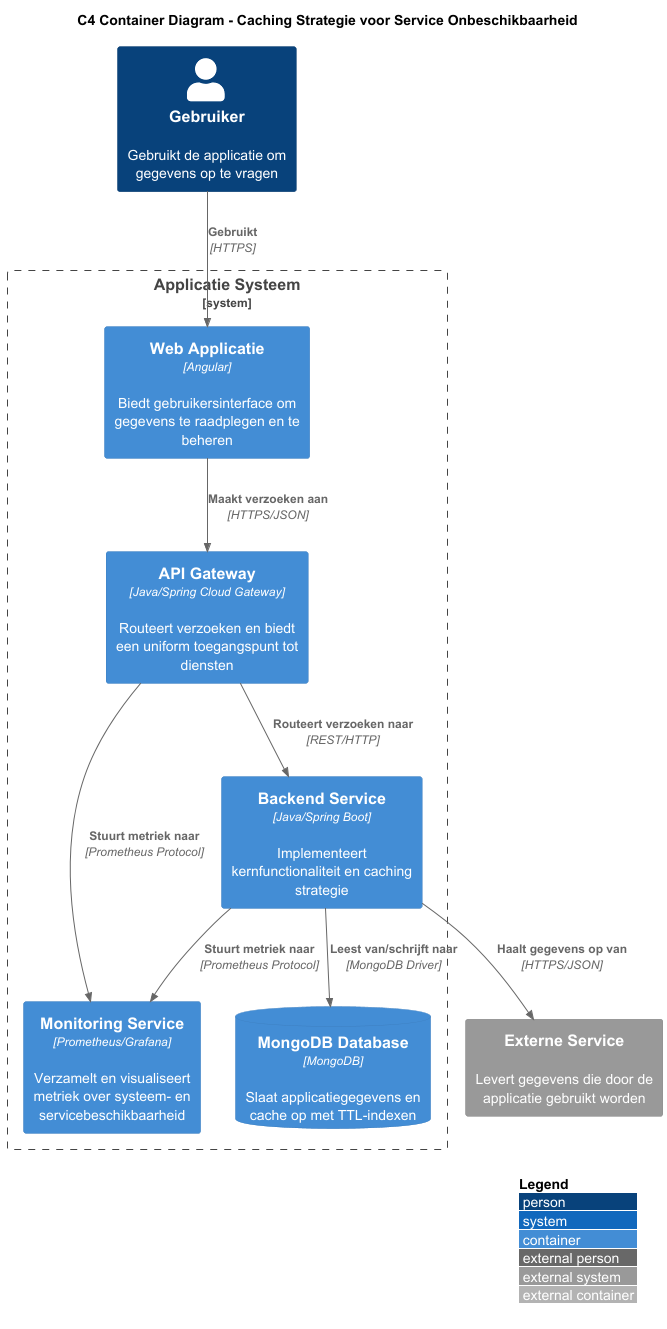 C4 Container Diagram - Caching Strategie voor Service Onbeschikbaarheid
Gebruiker
Gebruikt de applicatie om
gegevens op te vragen
Gebruikt
[HTTPS]
Applicatie Systeem
[system]
Web Applicatie
[Angular]
Biedt gebruikersinterface om
gegevens te raadplegen en te
beheren
Maakt verzoeken aan
[HTTPS/JSON]
API Gateway
[Java/Spring Cloud Gateway]
Routeert verzoeken en biedt
een uniform toegangspunt tot
diensten
Routeert verzoeken naar
[REST/HTTP]
Backend Service
[Java/Spring Boot]
Implementeert
kernfunctionaliteit en caching
strategie
Stuurt metriek naar
[Prometheus Protocol]
Stuurt metriek naar
[Prometheus Protocol]
Leest van/schrijft naar
[MongoDB Driver]
Haalt gegevens op van
[HTTPS/JSON]
Monitoring Service
[Prometheus/Grafana]
Verzamelt en visualiseert
metriek over systeem- en
servicebeschikbaarheid
MongoDB Database
[MongoDB]
Slaat applicatiegegevens en
cache op met TTL-indexen
Externe Service
Levert gegevens die door de
applicatie gebruikt worden
Legend
person
system
container
external person
external system
external container